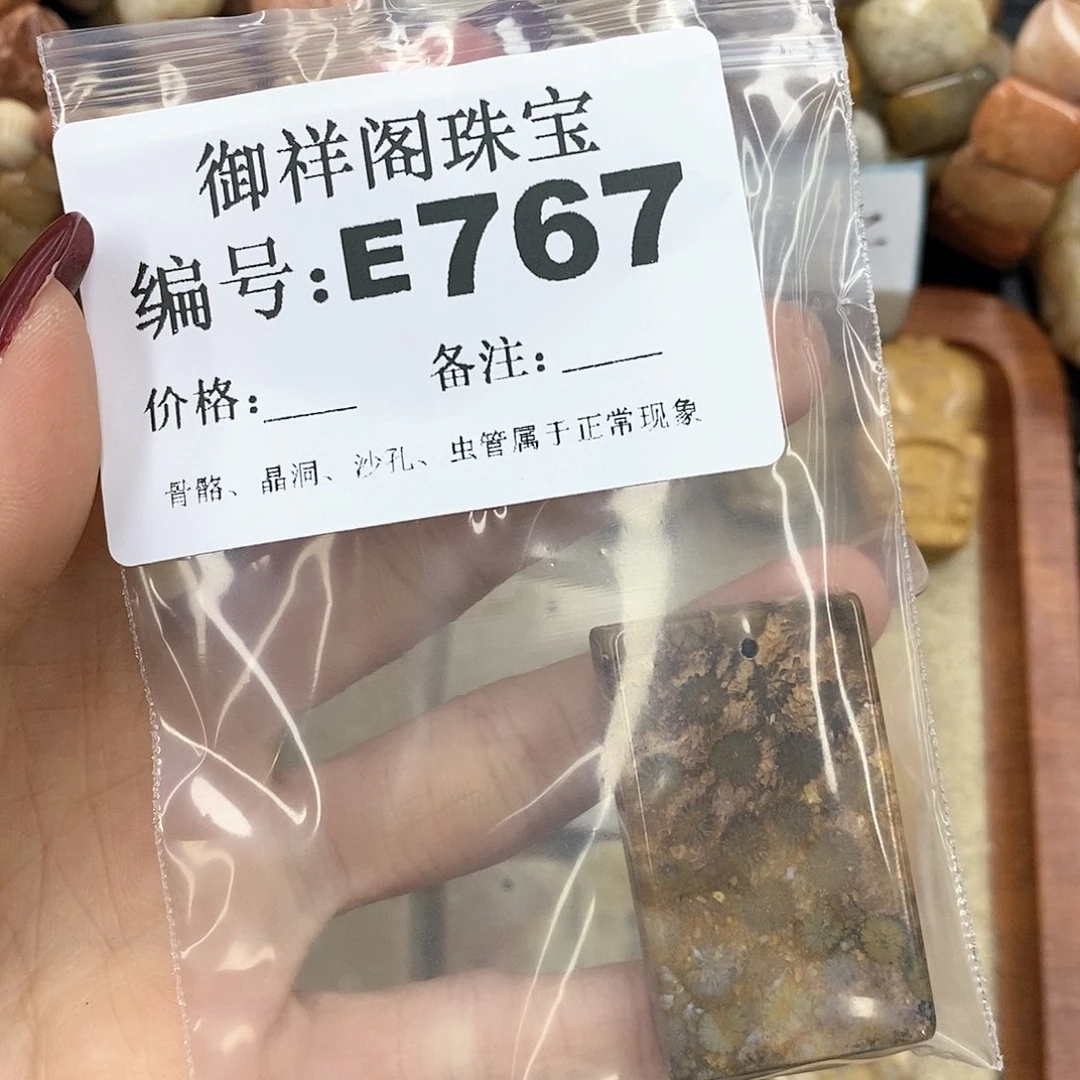 御祥阁珠宝
编号:E767
价格:____ 备注:____
骨骼、晶洞、沙孔、虫管属于正常现象